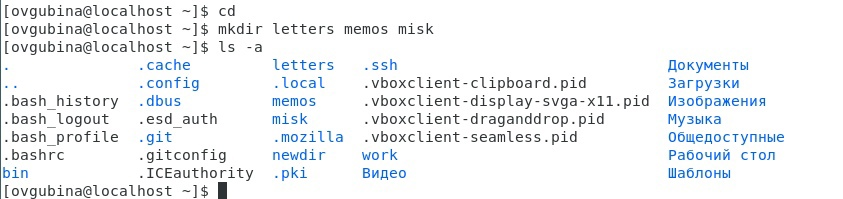 [ovgubina@localhost ~]$ cd
[ovgubina@localhost ~]$ mkdir letters memos misk
[ovgubina@localhost ~]$ ls -a
. .cache letters .ssh Документы
.. .config .local .vboxclient-clipboard.pid Загрузки
.bash_history .dbus memos .vboxclient-display-svga-x11.pid Изображения
.bash_logout .esd_auth misk .vboxclient-draganddrop.pid Музыка
.bash_profile .git .mozilla .vboxclient-seamless.pid Общедоступные
.bashrc .gitconfig newdir work Рабочий стол
bin .ICEauthority .pki Видео Шаблоны
[ovgubina@localhost ~]$